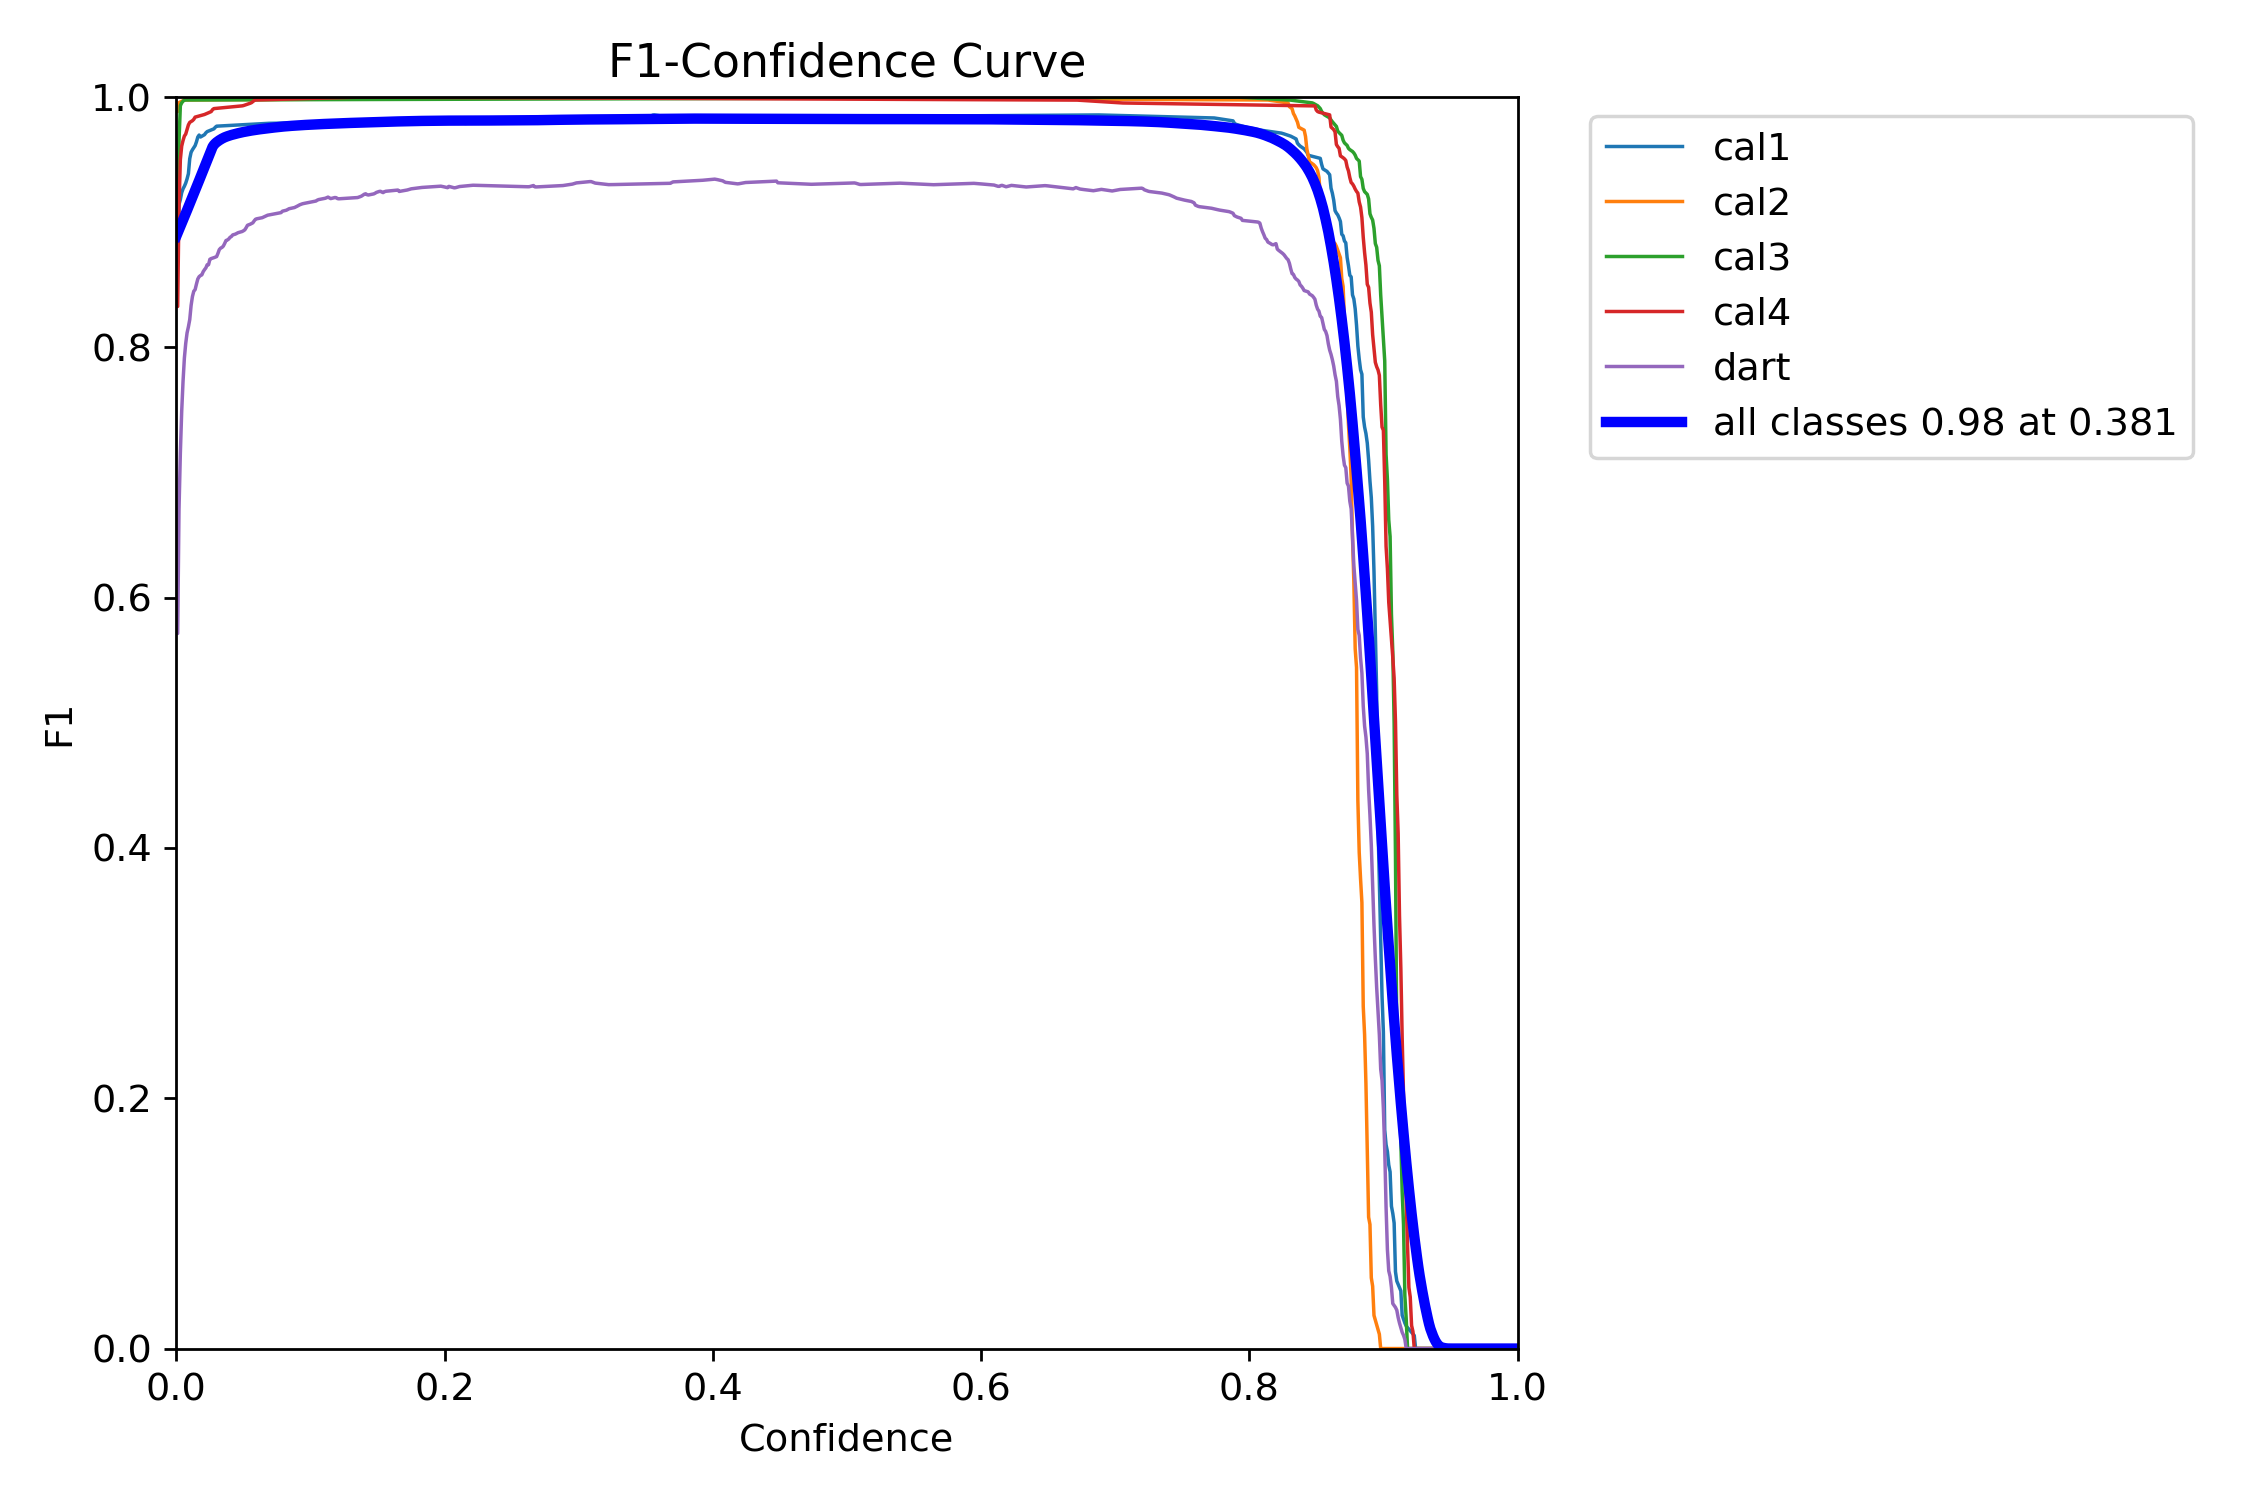 F1-Confidence Curve
1.0
0.8
0.6
0.4
0.2
0.0
F1
0.0 0.2 0.4 0.6 0.8 1.0
Confidence
cal1
cal2
cal3
cal4
dart
all classes 0.98 at 0.381